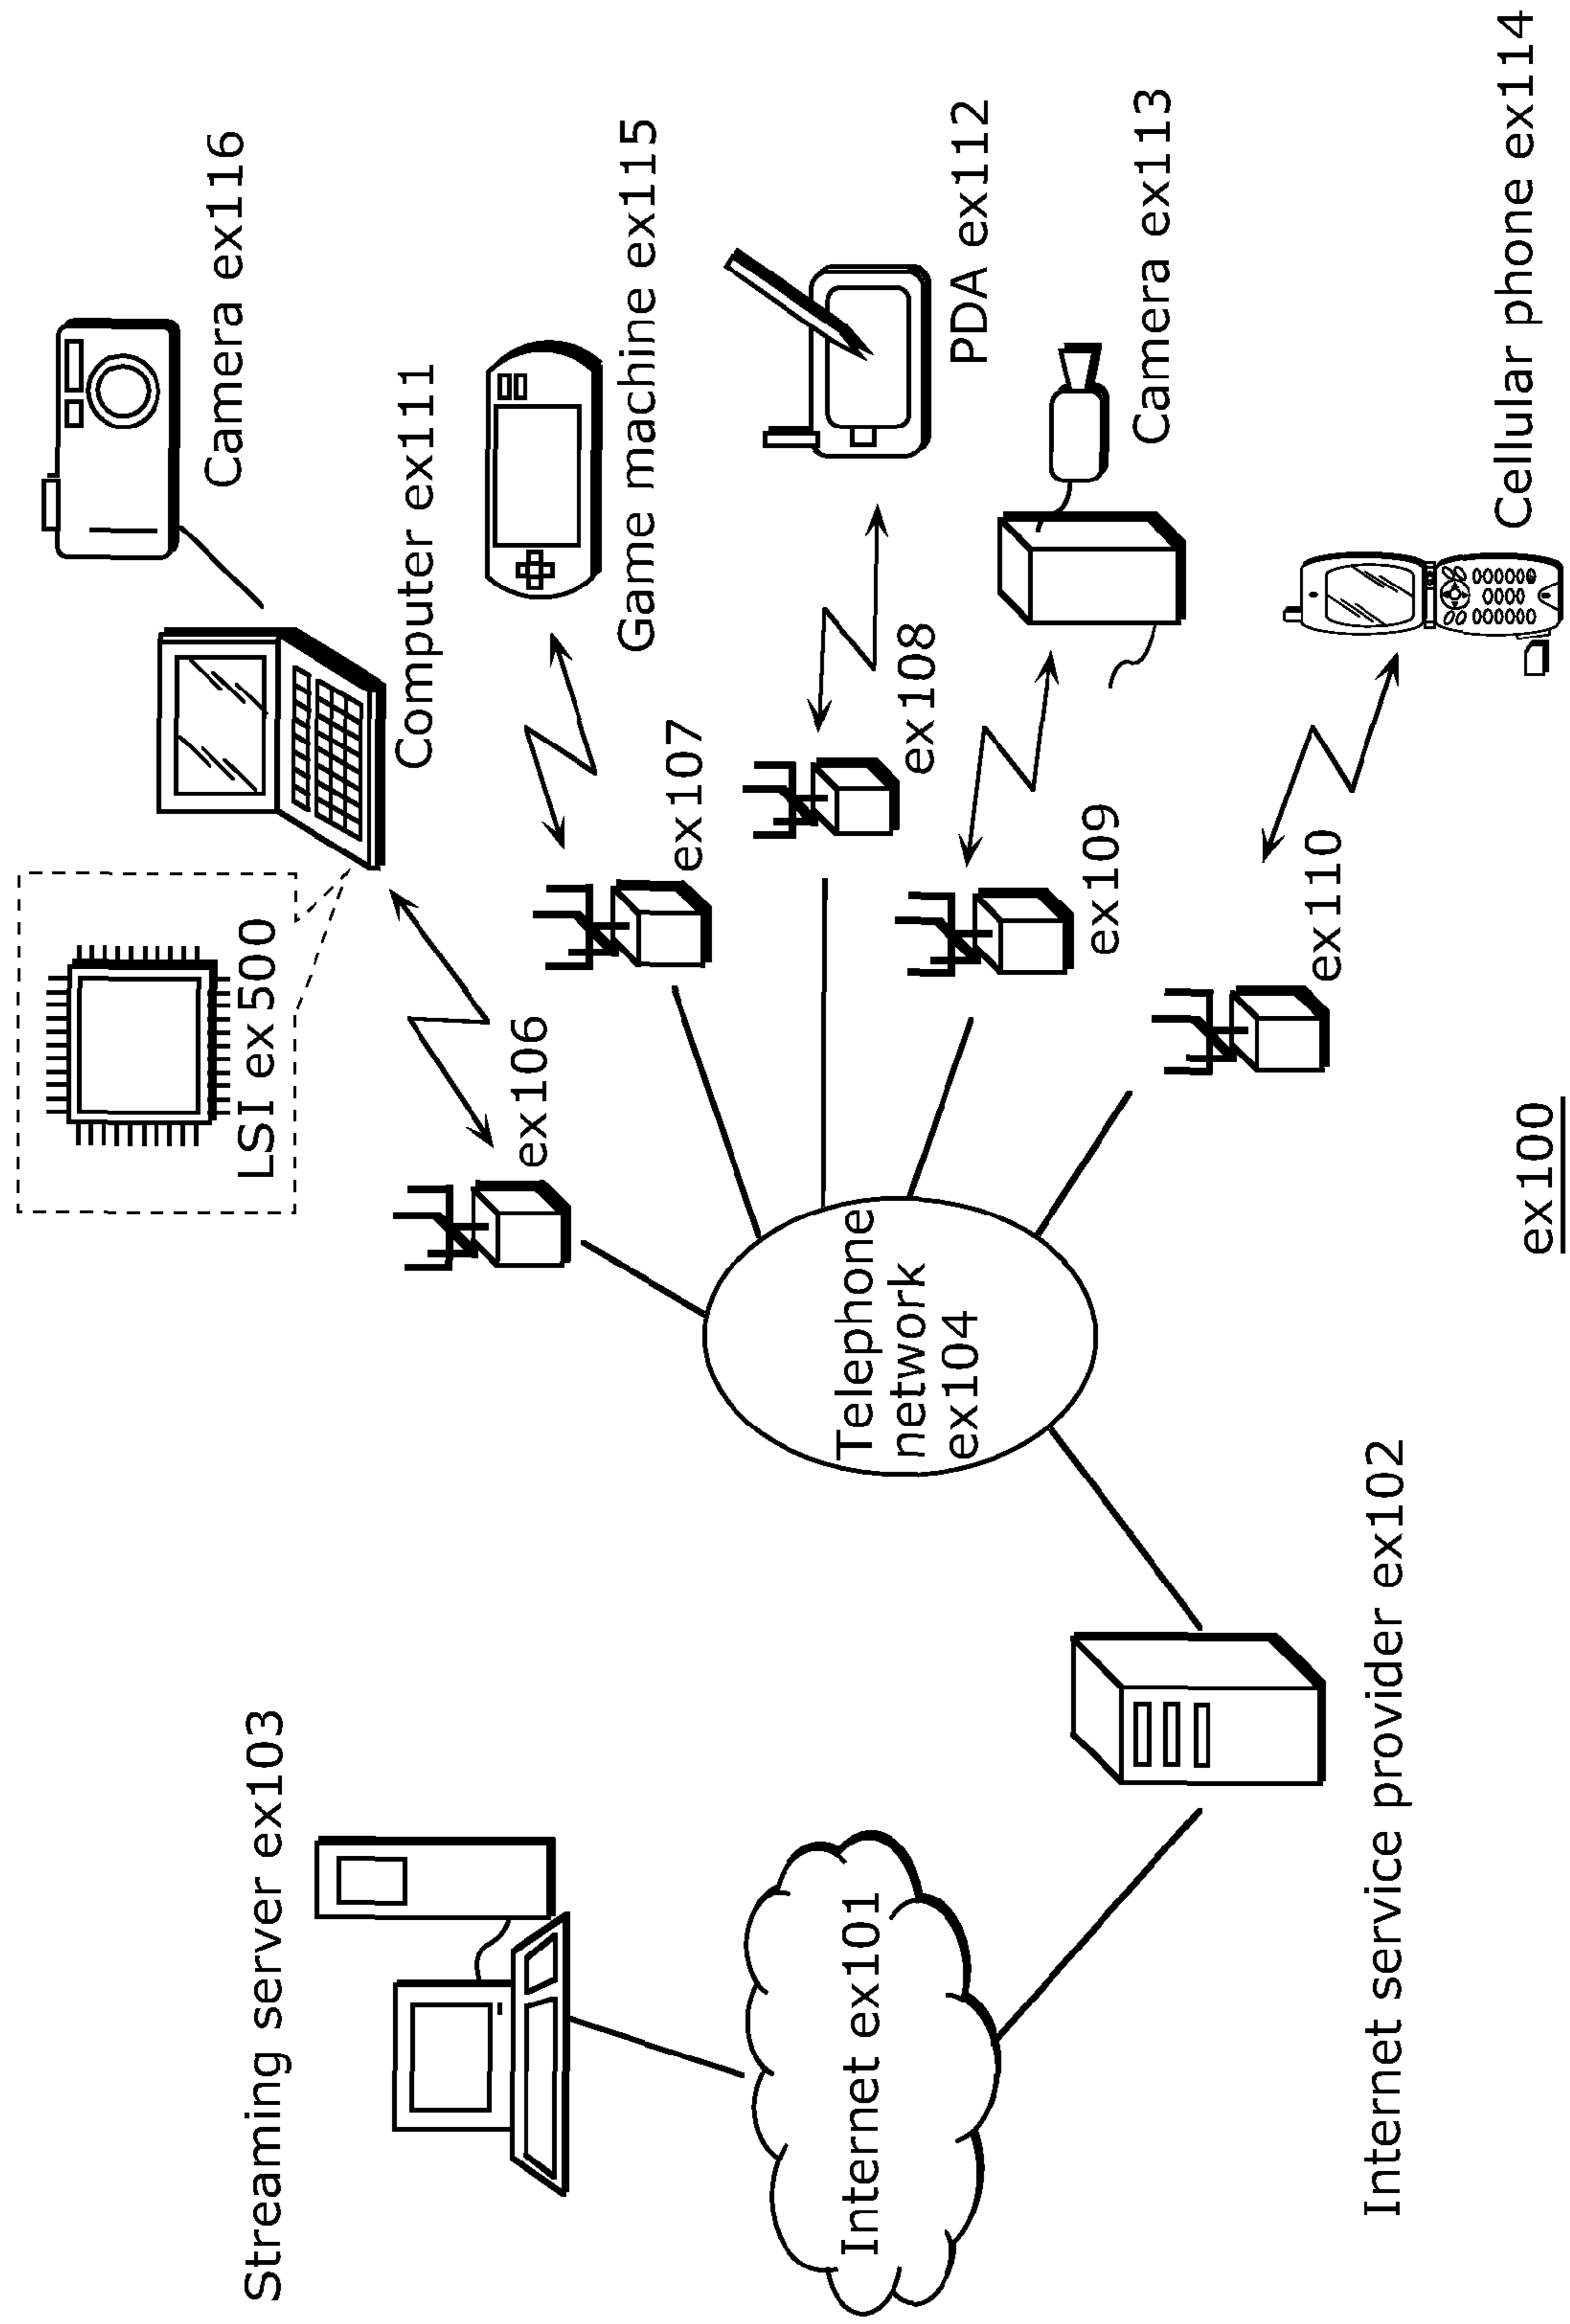 Streaming server ex103
Internet ex101
Internet service provider ex102
Telephone
network
ex104
LSI ex500
ex106
ex107
ex108
ex109
ex110
Camera ex116
Computer ex111
Game machine ex115
PDA ex112
Camera ex113
Cellular phone ex114
ex100